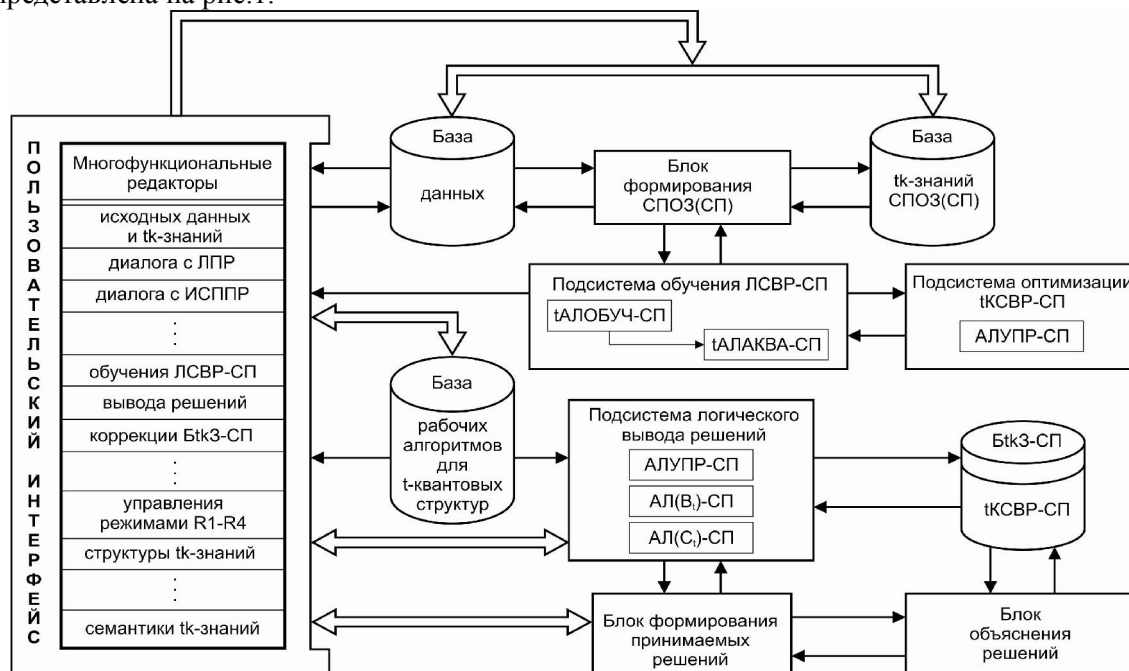 представлена на рис.1.
ПОЛЬЗОВАТЕЛЬСКИЙ ИНТЕРФЕЙС
Многофункциональные
редакторы
исходных данных
и tk-знаний
диалога с ЛПР
диалога с ИСППР
⋮
обучения ЛСВР-СП
вывода решений
коррекции БtkЗ-СП
⋮
управления
режимами R1-R4
структуры tk-знаний
⋮
семантики tk-знаний
База
данных
Блок
формирования
СПОЗ(СП)
База
tk-знаний
СПОЗ(СП)
Подсистема обучения ЛСВР-СП
tАЛОБУЧ-СП
tАЛАКВА-СП
Подсистема оптимизации
tКСВР-СП
АЛУПР-СП
База
рабочих
алгоритмов
для
t-квантовых
структур
Подсистема логического
вывода решений
АЛУПР-СП
АЛ(Bₜ)-СП
АЛ(Cₜ)-СП
БtkЗ-СП
tКСВР-СП
Блок формирования
принимаемых
решений
Блок
объяснения
решений